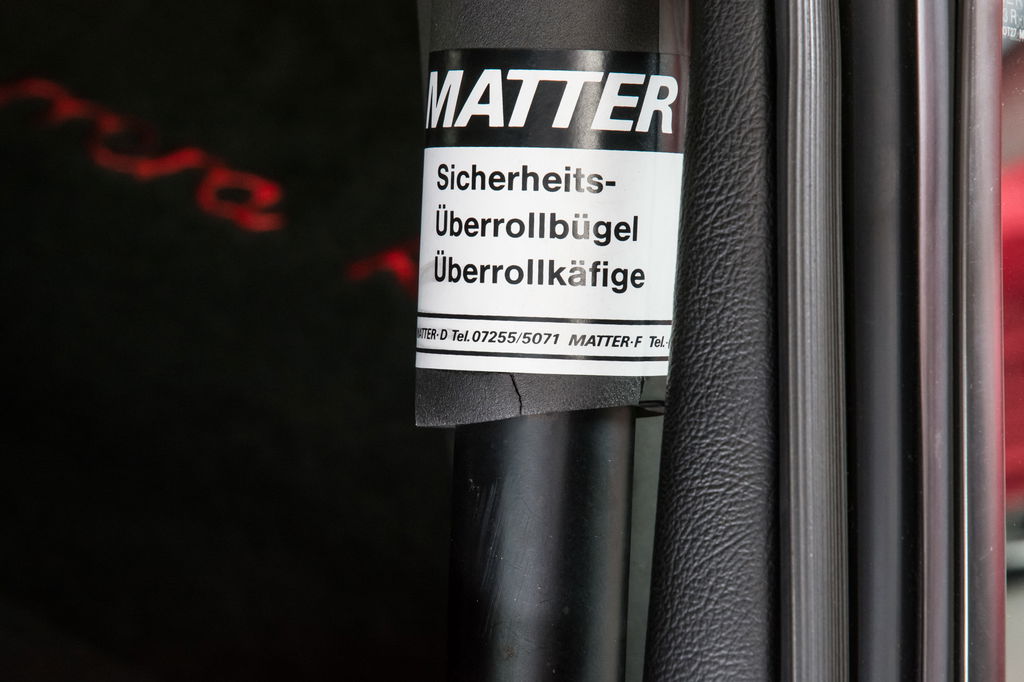 MATTER
Sicherheits-
Überrollbügel
Überrollkäfige
MATTER·D Tel.07255/5071 MATTER·F Tel.-